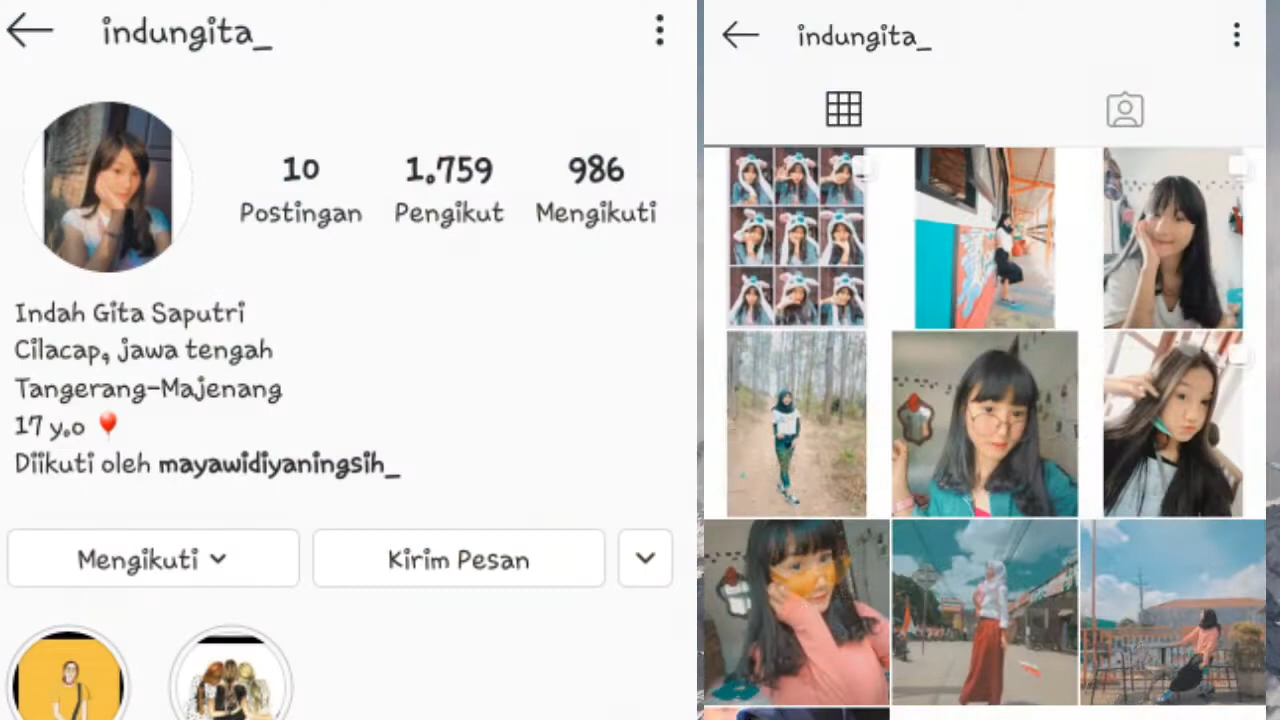 indungita_
10 1.759 986
Postingan Pengikut Mengikuti
Indah Gita Saputri
Cilacap, jawa tengah
Tangerang-Majenang
17 y.o 🎈
Diikuti oleh mayawidiyaningsih_
Mengikuti
Kirim Pesan
indungita_